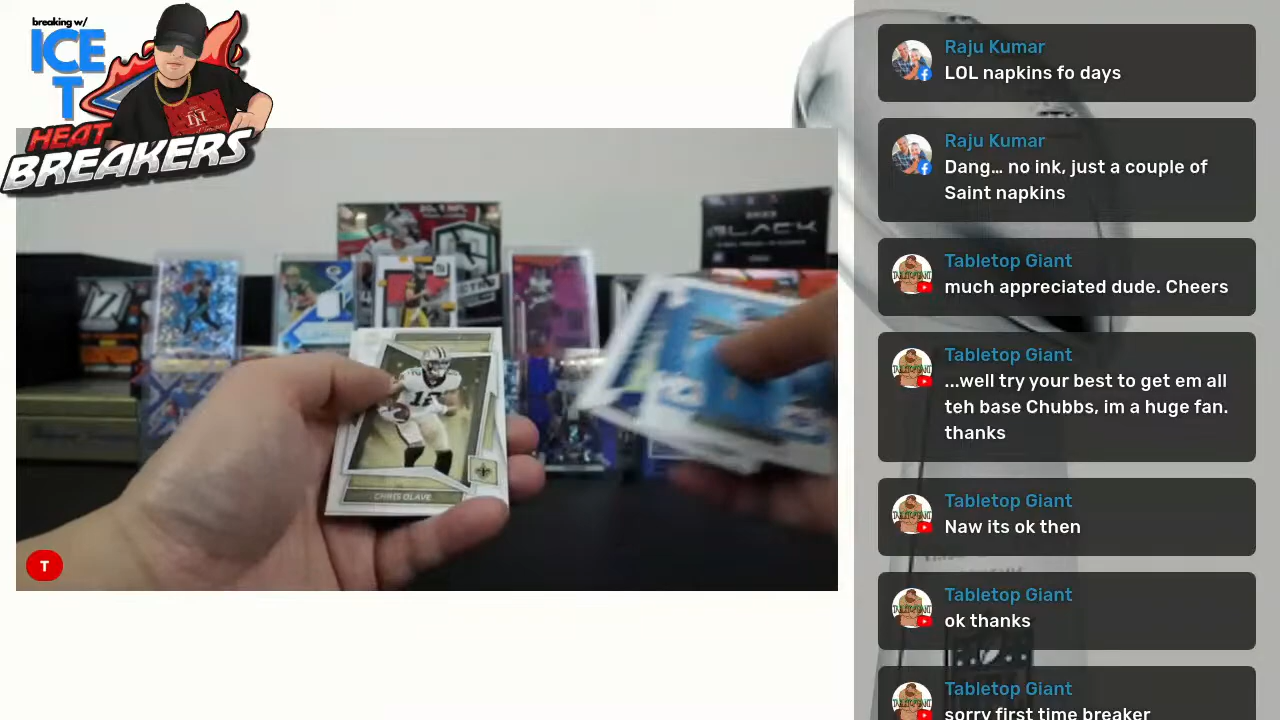 breaking w/
ICE
T
HEAT
BREAKERS
BLACK
12
CHRIS OLAVE
T
Raju Kumar
LOL napkins fo days
Raju Kumar
Dang... no ink, just a couple of
Saint napkins
Tabletop Giant
much appreciated dude. Cheers
Tabletop Giant
...well try your best to get em all
teh base Chubbs, im a huge fan.
thanks
Tabletop Giant
Naw its ok then
Tabletop Giant
ok thanks
Tabletop Giant
sorry first time breaker